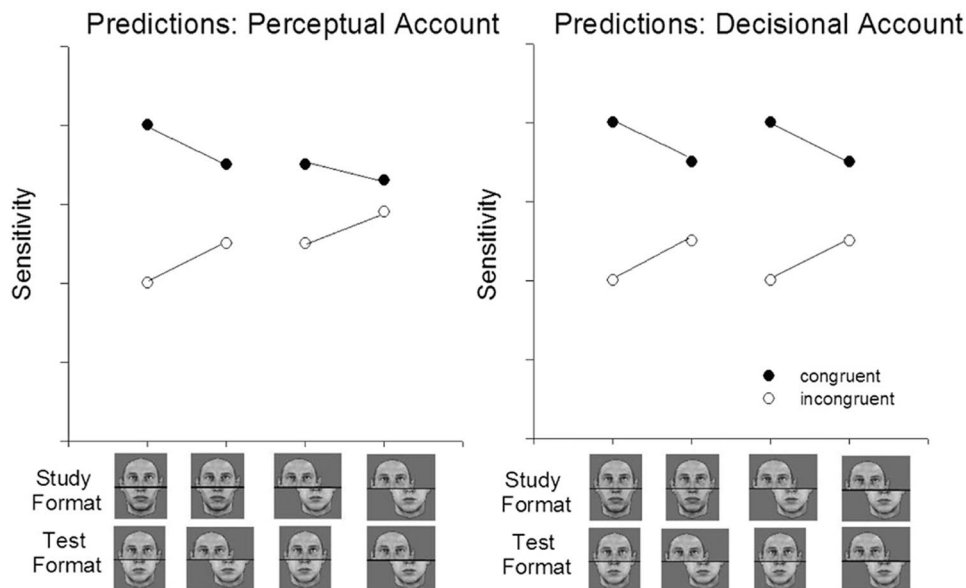 Predictions: Perceptual Account
Sensitivity
Study
Format
Test
Format
Predictions: Decisional Account
Sensitivity
congruent
incongruent
Study
Format
Test
Format